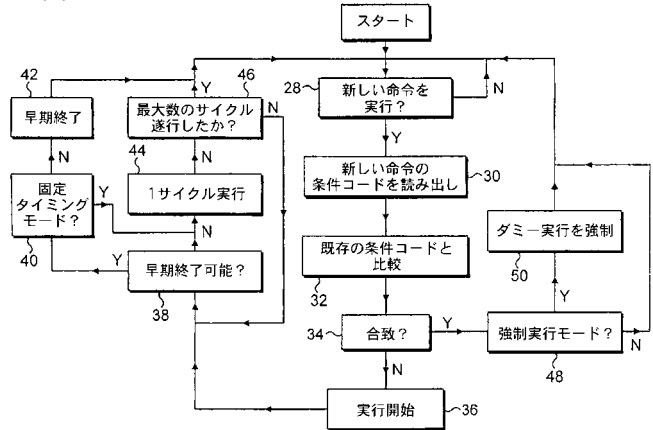 スタート
42
46
Y
N
28
新しい命令を
実行？
N
早期終了
最大数のサイクル
遂行したか？
Y
44
N
N
新しい命令の
条件コードを読み出し
30
固定
タイミング
モード？
Y
1サイクル実行
N
40
既存の条件コードと
比較
32
ダミー実行を強制
50
Y
早期終了可能？
38
34
合致？
Y
Y
強制実行モード？
N
48
N
実行開始
36